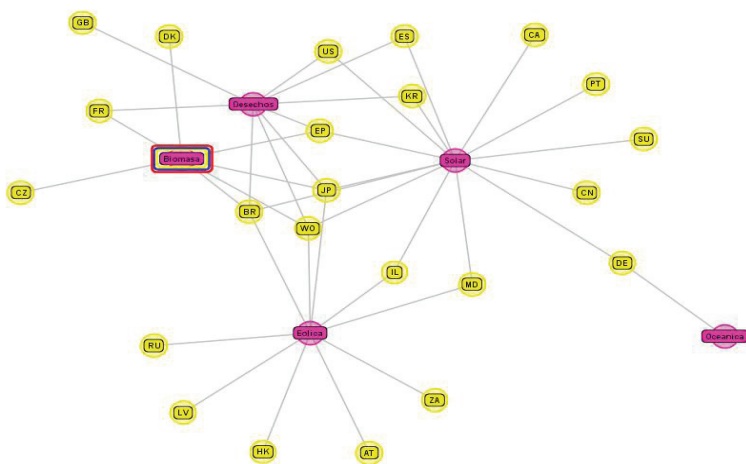 GB
DK
US
ES
CA
PT
Desechos
KR
FR
EP
SU
Biomasa
Solar
CZ
JP
CN
BR
WO
DE
IL
MD
Eólica
Oceanica
RU
ZA
LV
HK
AT